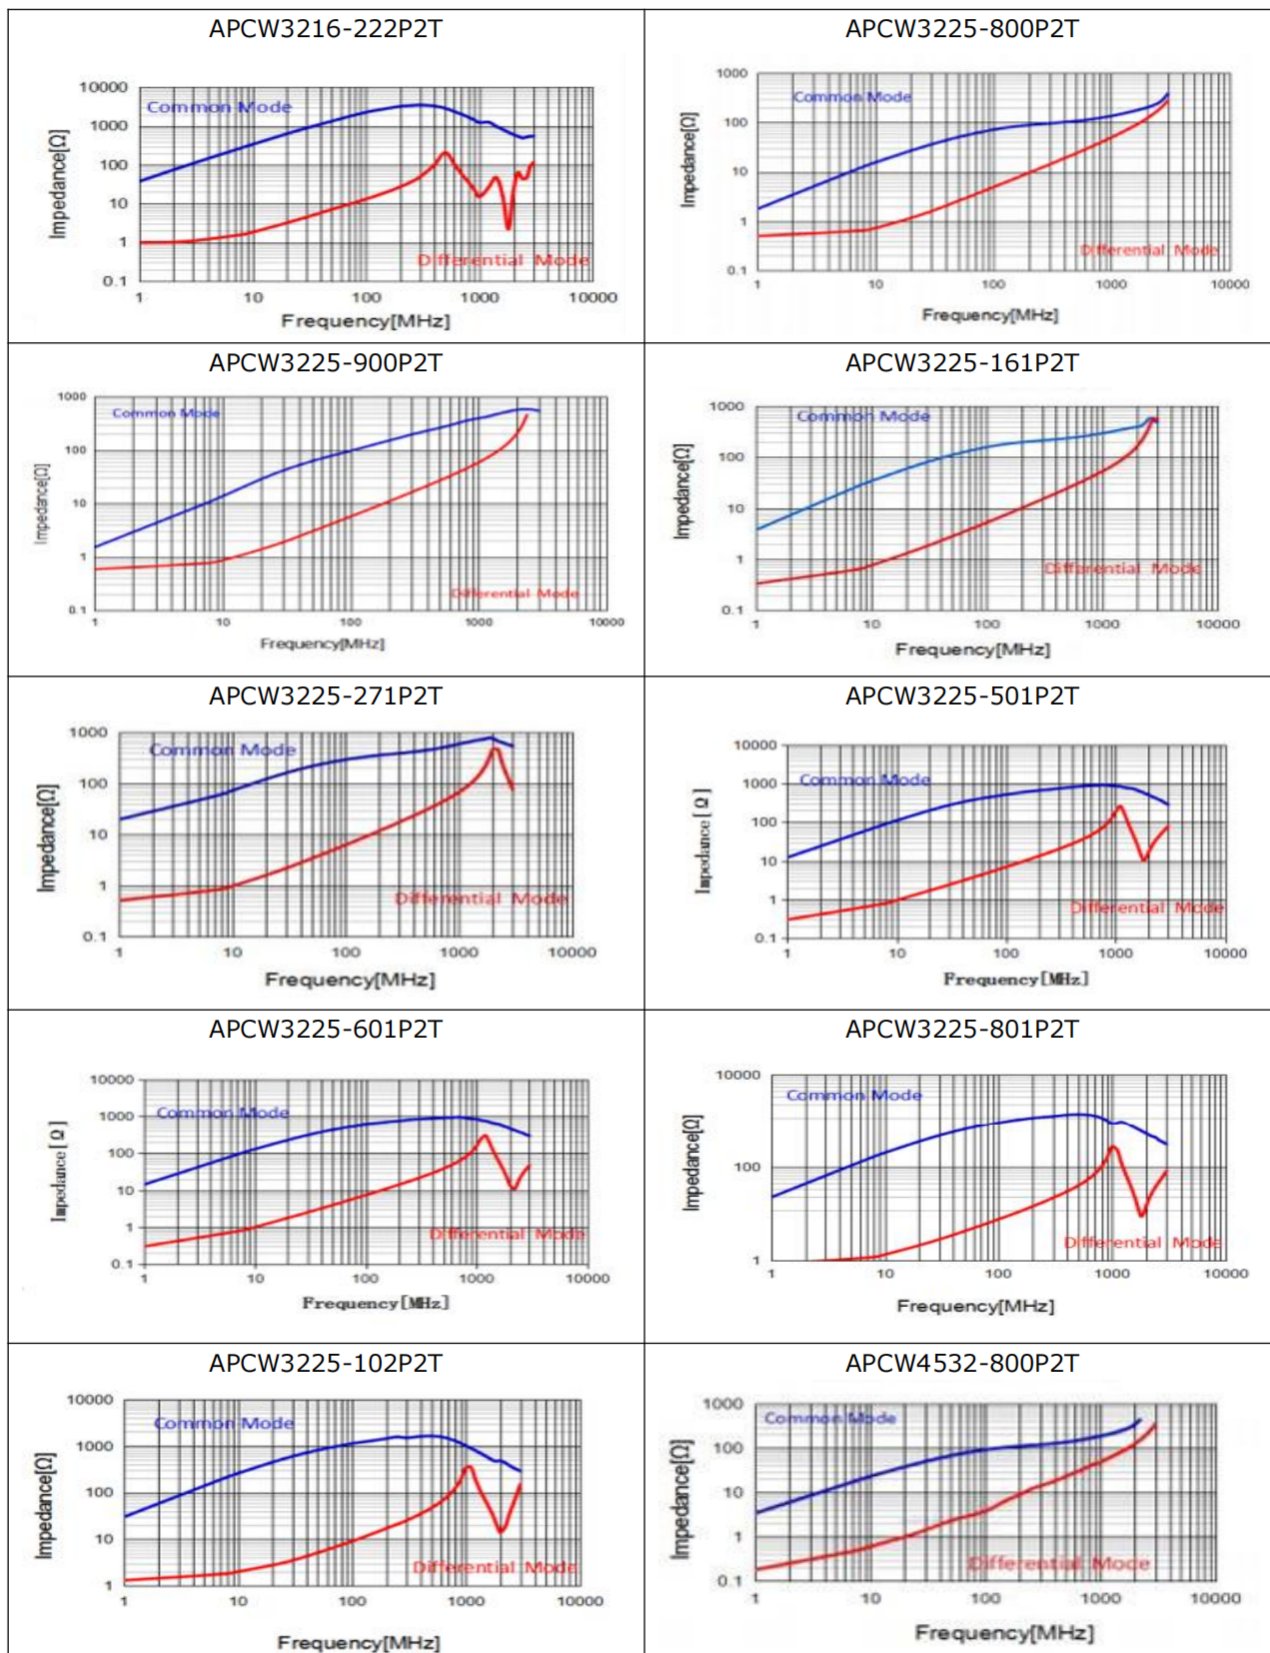 APCW3216-222P2T
10000
1000
100
10
1
0.1
Impedance[Ω]
Common Mode
Differential Mode
1 10 100 1000 10000
Frequency[MHz]
APCW3225-800P2T
1000
100
10
1
0.1
Impedance[Ω]
Common Mode
Differential Mode
1 10 100 1000 10000
Frequency[MHz]
APCW3225-900P2T
1000
100
10
1
0.1
Impedance[Ω]
Common Mode
Differential Mode
1 10 100 1000 10000
Frequency[MHz]
APCW3225-161P2T
1000
100
10
1
0.1
Impedance[Ω]
Common Mode
Differential Mode
1 10 100 1000 10000
Frequency[MHz]
APCW3225-271P2T
1000
100
10
1
0.1
Impedance[Ω]
Common Mode
Differential Mode
1 10 100 1000 10000
Frequency[MHz]
APCW3225-501P2T
10000
1000
100
10
1
0.1
Impedance[Ω]
Common Mode
Differential Mode
1 10 100 1000 10000
Frequency[MHz]
APCW3225-601P2T
10000
1000
100
10
1
0.1
Impedance[Ω]
Common Mode
Differential Mode
1 10 100 1000 10000
Frequency[MHz]
APCW3225-801P2T
10000
100
1
Impedance[Ω]
Common Mode
Differential Mode
1 10 100 1000 10000
Frequency[MHz]
APCW3225-102P2T
10000
1000
100
10
1
Impedance[Ω]
Common Mode
Differential Mode
1 10 100 1000 10000
Frequency[MHz]
APCW4532-800P2T
1000
100
10
1
0.1
Impedance[Ω]
Common Mode
Differential Mode
1 10 100 1000 10000
Frequency[MHz]